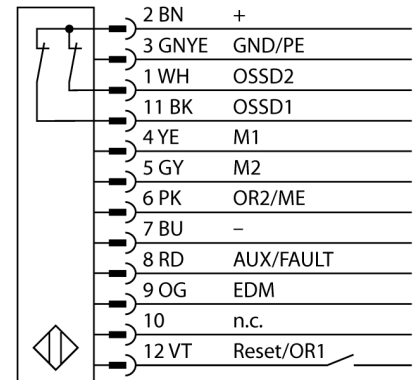 2 BN +
3 GNYE GND/PE
1 WH OSSD2
11 BK OSSD1
4 YE M1
5 GY M2
6 PK OR2/ME
7 BU –
8 RD AUX/FAULT
9 OG EDM
10 n.c.
12 VT Reset/OR1